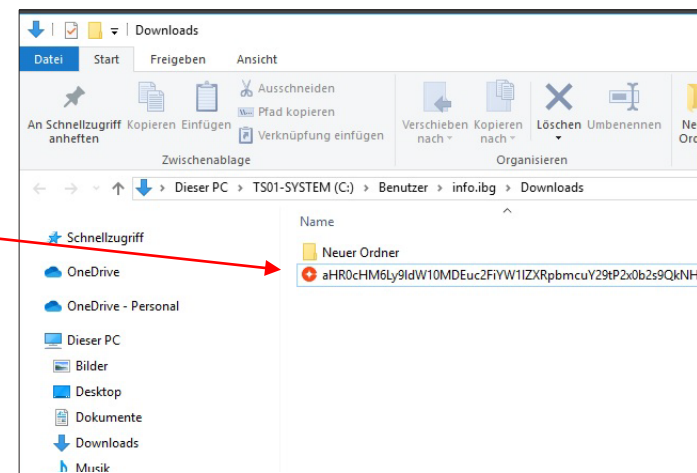 Downloads
Datei Start Freigeben Ansicht
An Schnellzugriff anheften
Kopieren
Einfügen
Ausschneiden
Pfad kopieren
Verknüpfung einfügen
Verschieben nach
Kopieren nach
Löschen
Umbenennen
Zwischenablage
Organisieren
Dieser PC > TS01-SYSTEM (C:) > Benutzer > info.ibg > Downloads
Name
Neuer Ordner
Schnellzugriff
OneDrive
OneDrive - Personal
Dieser PC
Bilder
Desktop
Dokumente
Downloads
Musik